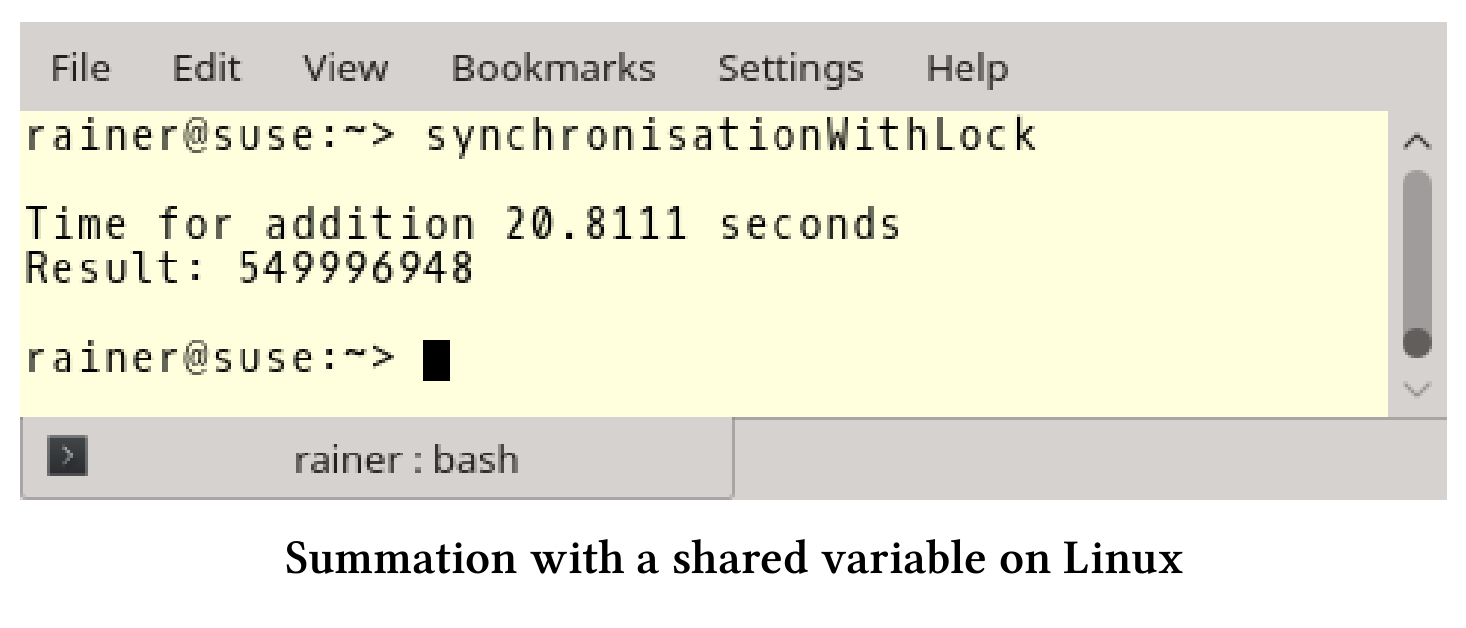 File Edit View Bookmarks Settings Help
rainer@suse:~> synchronisationWithLock
Time for addition 20.8111 seconds
Result: 549996948
rainer@suse:~>
rainer : bash
Summation with a shared variable on Linux